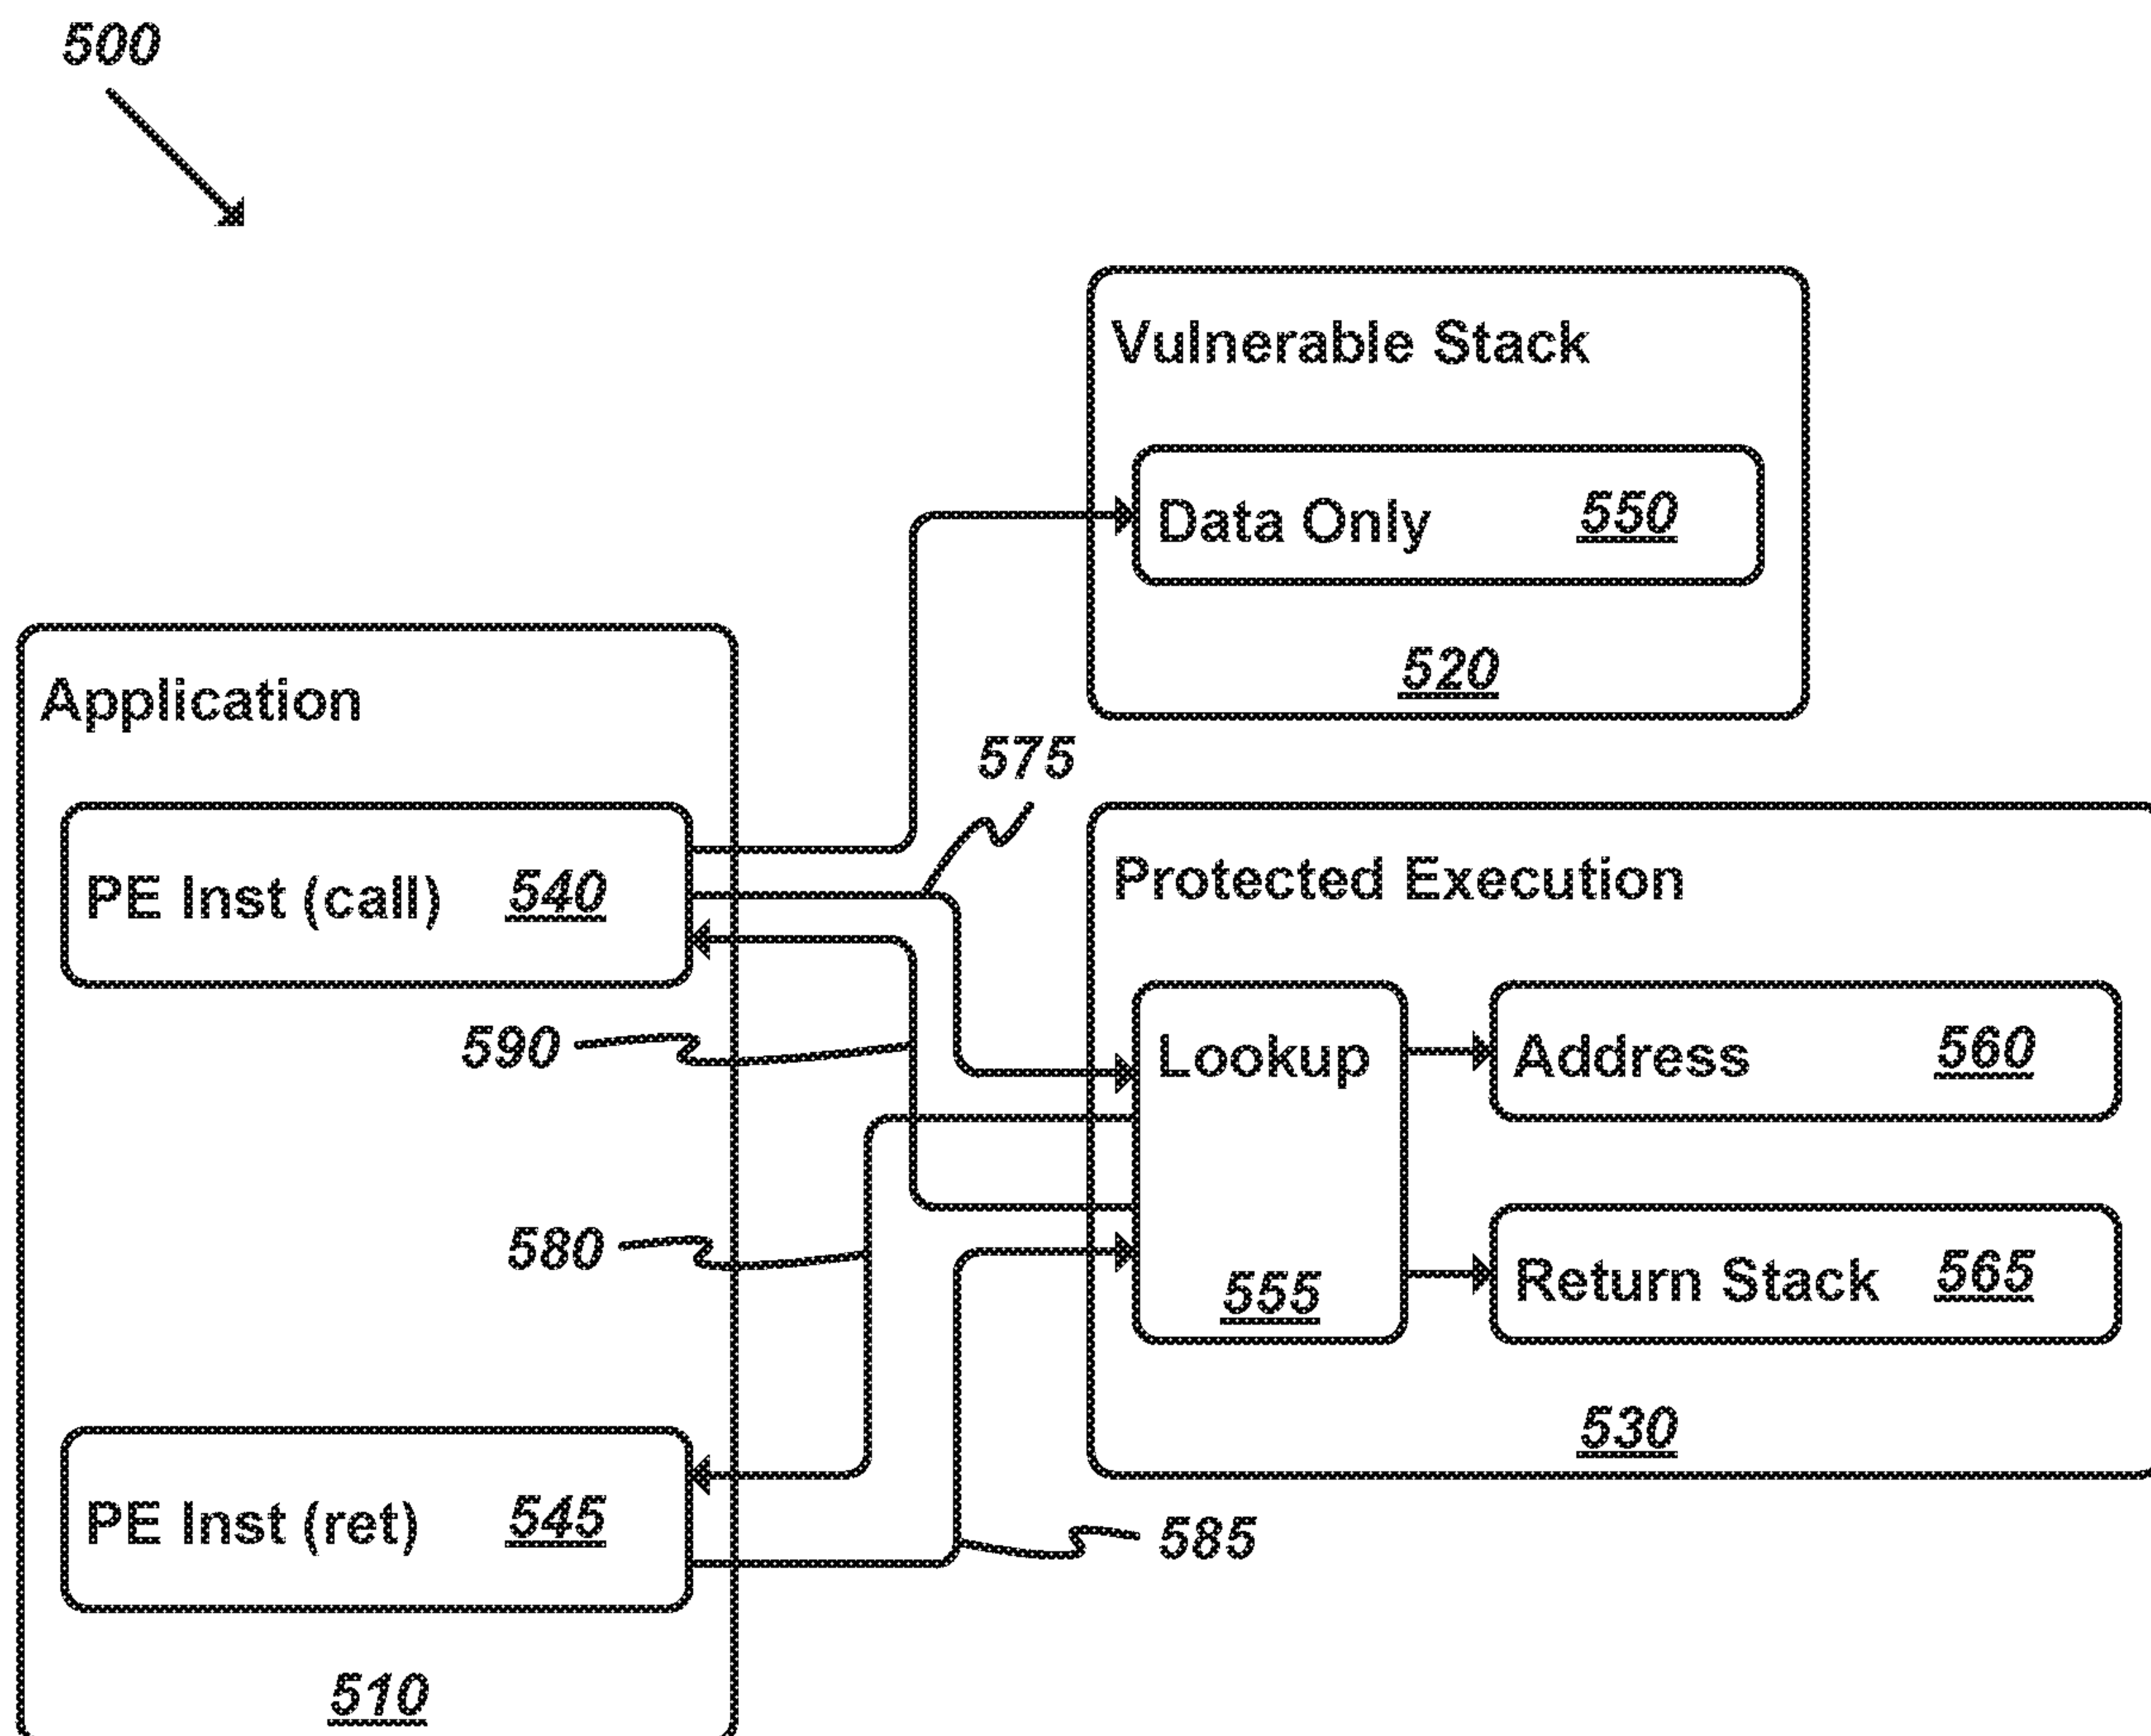 500
Vulnerable Stack
Data Only 550
520
Application
575
PE Inst (call) 540
Protected Execution
590
Lookup
Address 560
580
555
Return Stack 565
530
PE Inst (ret) 545
585
510